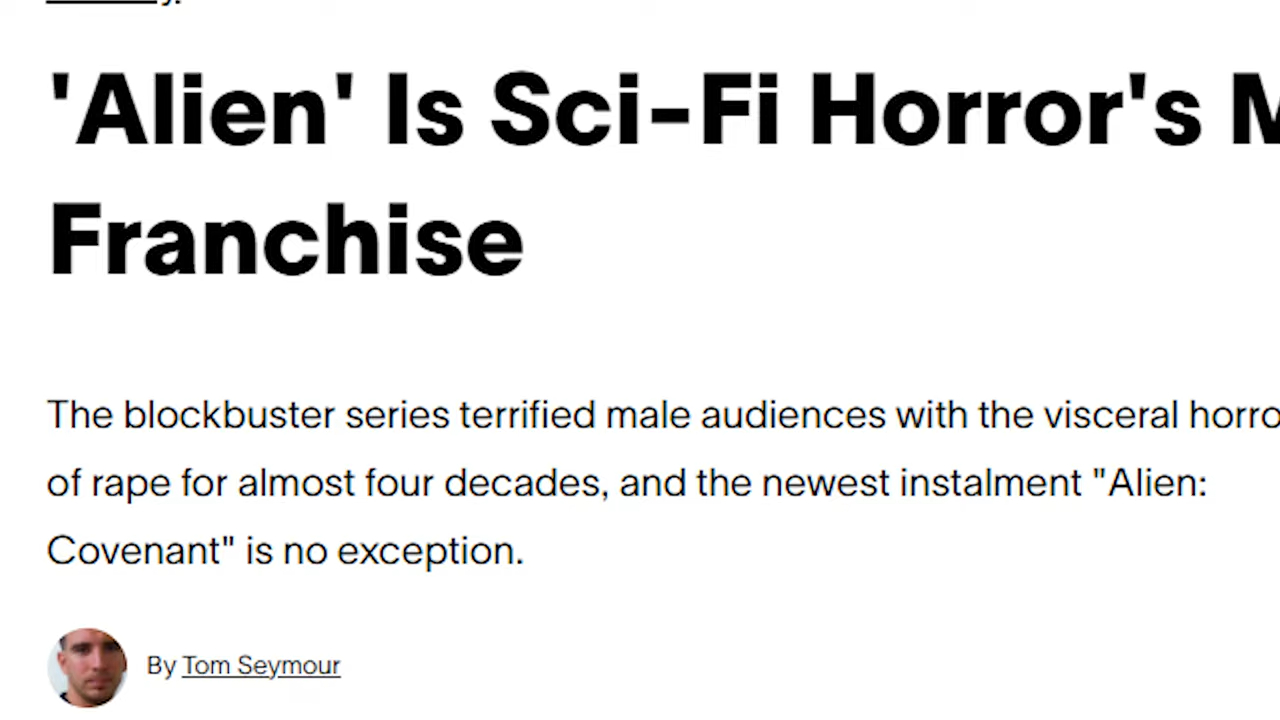 'Alien' Is Sci-Fi Horror's
Franchise
The blockbuster series terrified male audiences with the visceral
of rape for almost four decades, and the newest instalment "Alien:
Covenant" is no exception.
By Tom Seymour